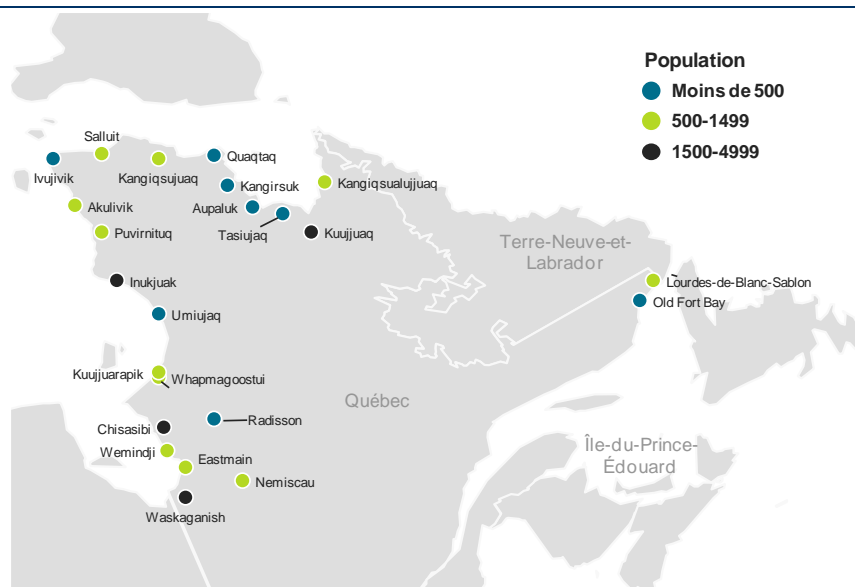 Population
Moins de 500
500-1499
1500-4999
Salluit
Ivujivik
Kangiqsujuaq
Quaqtaq
Kangirsuk
Kangiqsualujjuaq
Akulivik
Aupaluk
Tasiujaq
Puvirnituq
Kuujjuaq
Terre-Neuve-et-
Labrador
Inukjuak
Lourdes-de-Blanc-Sablon
Old Fort Bay
Umiujaq
Kuujjuarapik
Whapmagoostui
Québec
Radisson
Chisasibi
Wemindji
Eastmain
Île-du-Prince-
Édouard
Nemiscau
Waskaganish